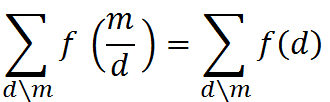 ∑_{d\m} f (m/d) = ∑_{d\m} f(d)